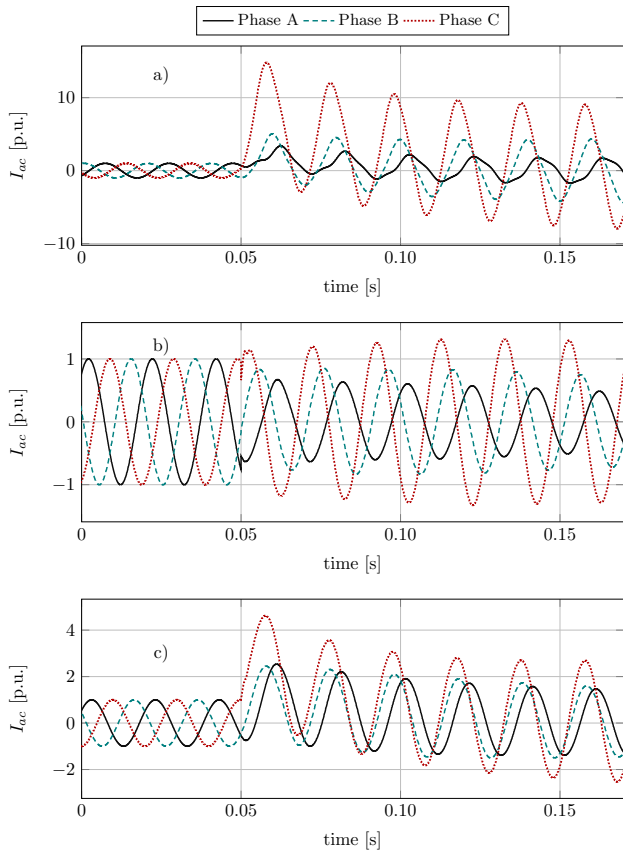 Phase A Phase B Phase C
a)
10
0
−10
I_ac [p.u.]
0 0.05 0.10 0.15
time [s]
b)
1
0
−1
I_ac [p.u.]
0 0.05 0.10 0.15
time [s]
c)
4
2
0
−2
I_ac [p.u.]
0 0.05 0.10 0.15
time [s]